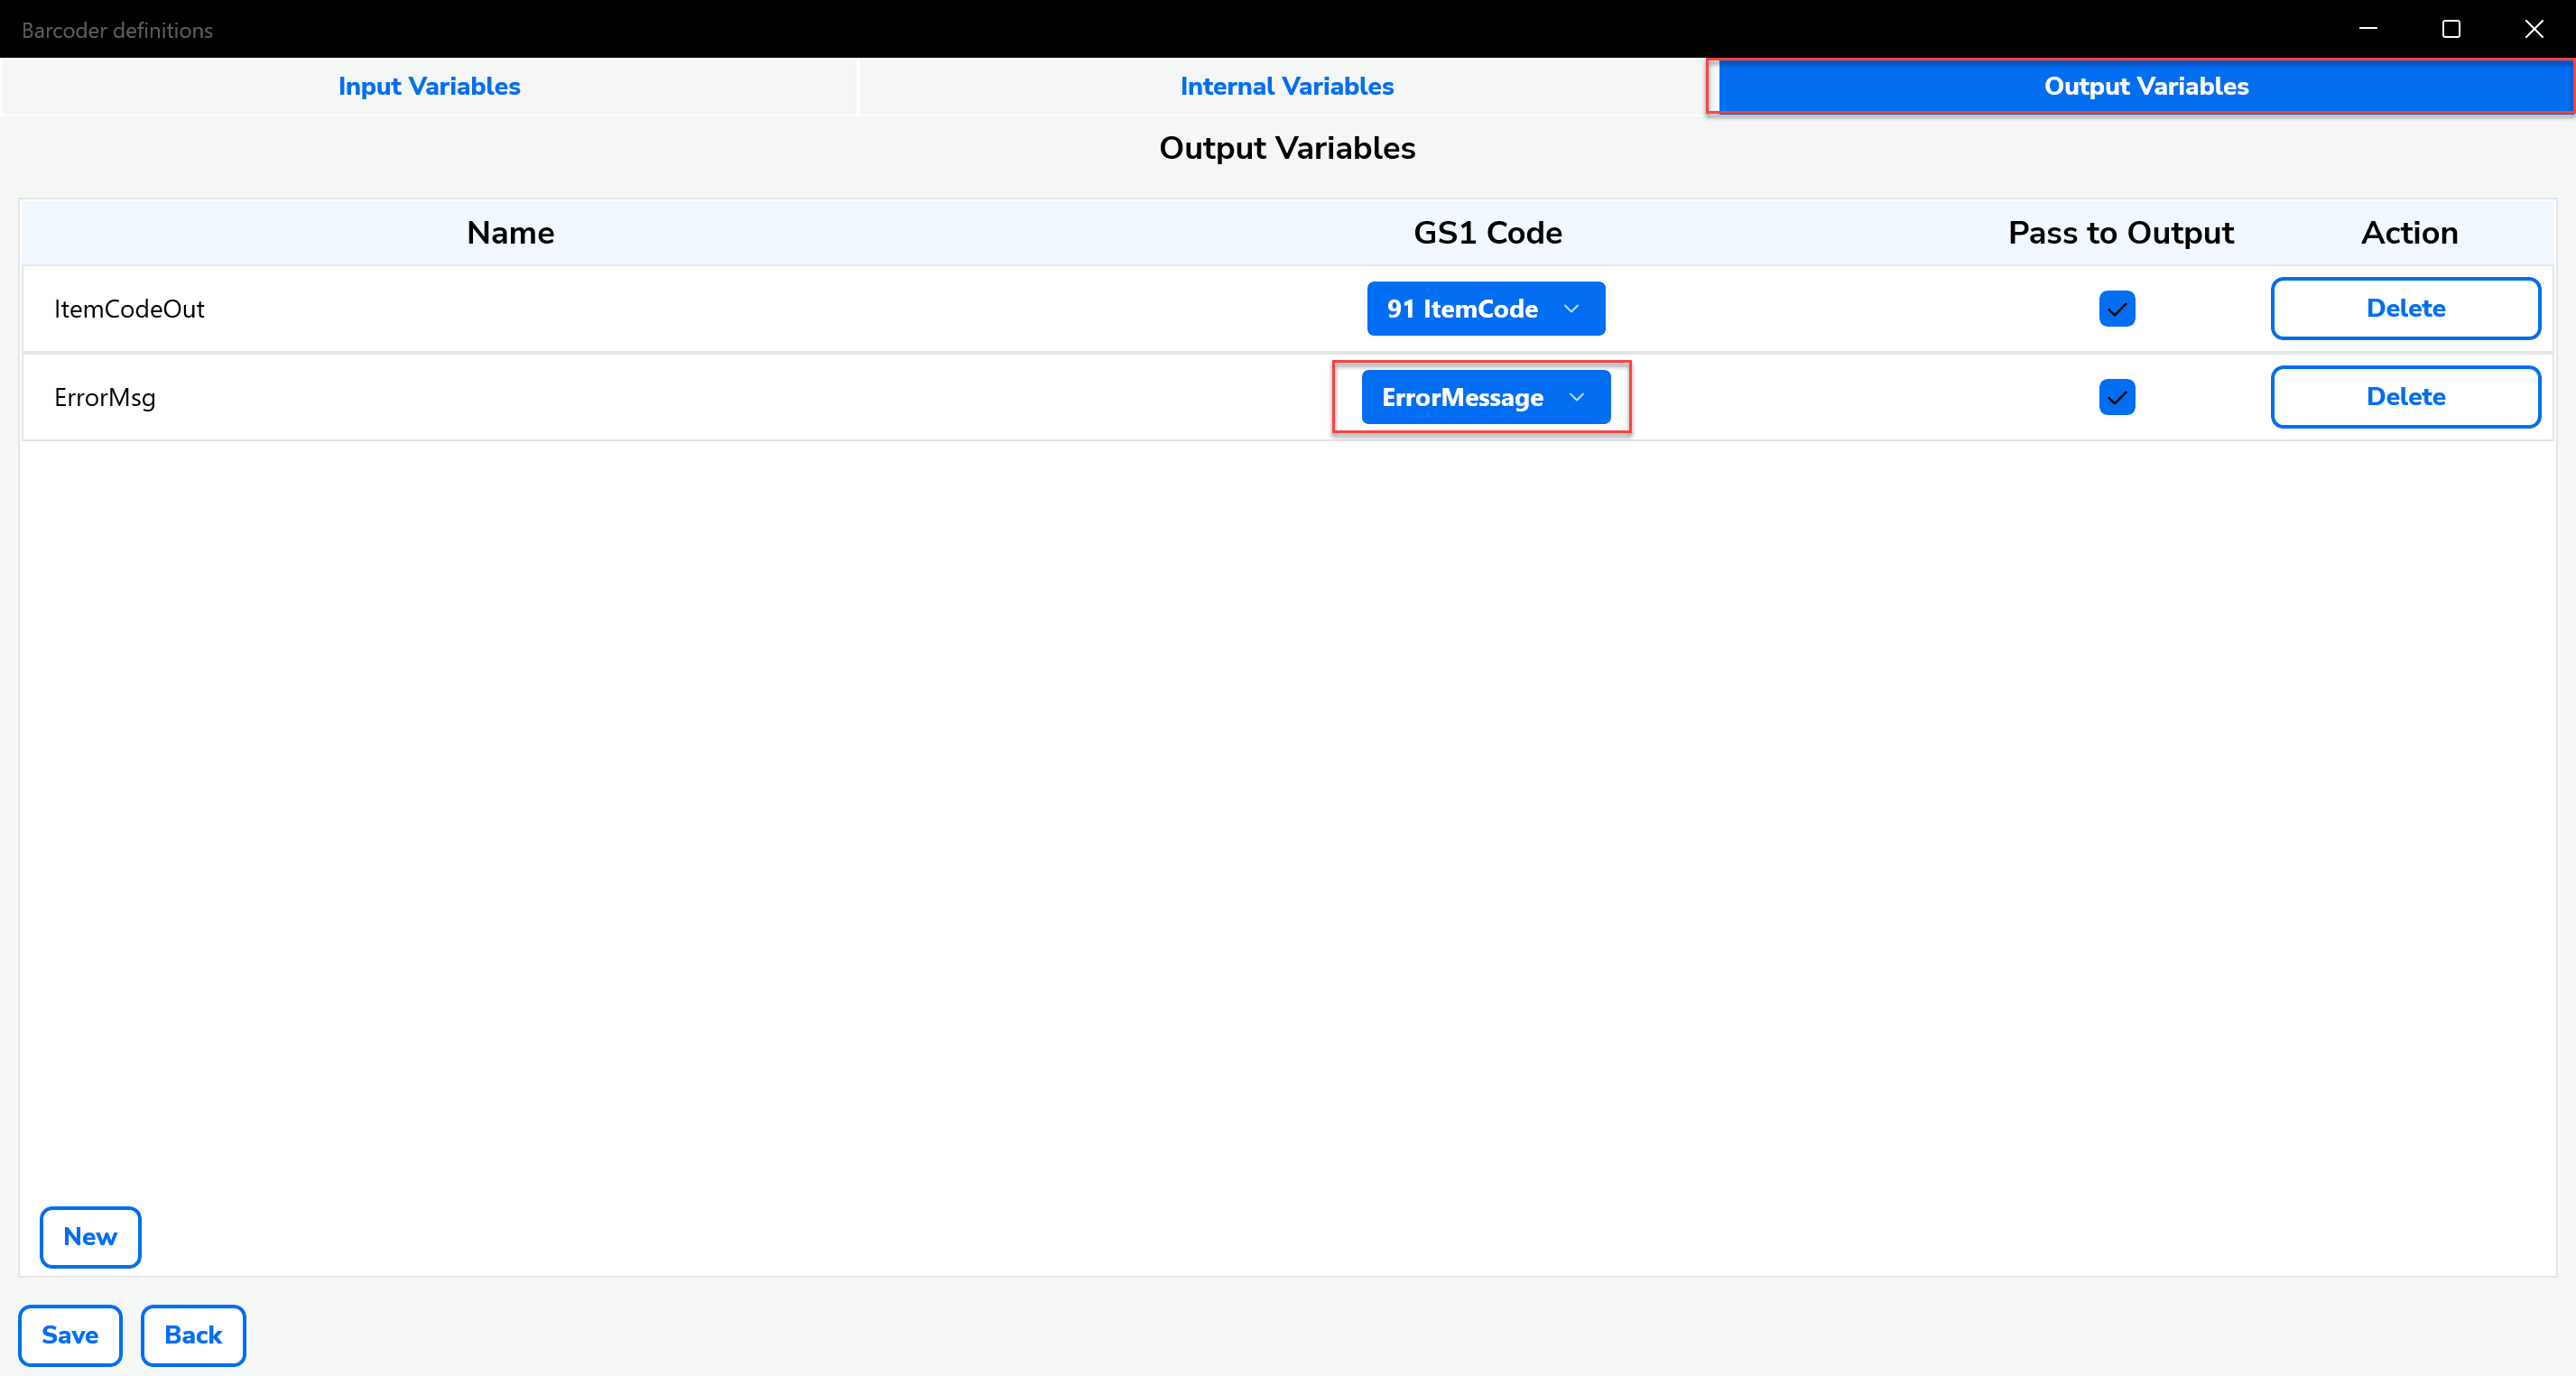 Barcoder definitions
Input Variables Internal Variables Output Variables
Output Variables
Name GS1 Code Pass to Output Action
ItemCodeOut 91 ItemCode Delete
ErrorMsg ErrorMessage Delete
New
Save Back